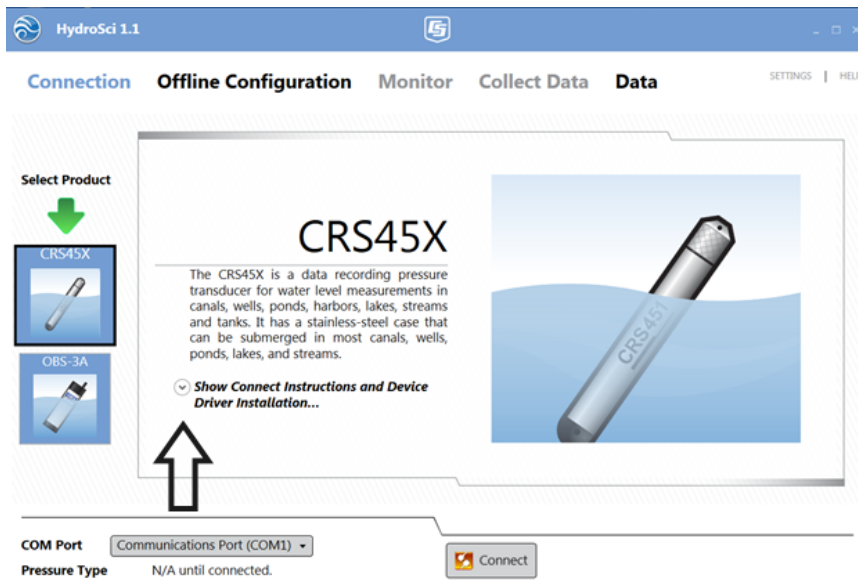 HydroSci 1.1
Connection Offline Configuration Monitor Collect Data Data SETTINGS | HELP
Select Product
CRS45X
OBS-3A
CRS45X
The CRS45X is a data recording pressure
transducer for water level measurements in
canals, wells, ponds, harbors, lakes, streams
and tanks. It has a stainless-steel case that
can be submerged in most canals, wells,
ponds, lakes, and streams.
Show Connect Instructions and Device
Driver Installation...
CRS451
COM Port Communications Port (COM1)
Connect
Pressure Type N/A until connected.